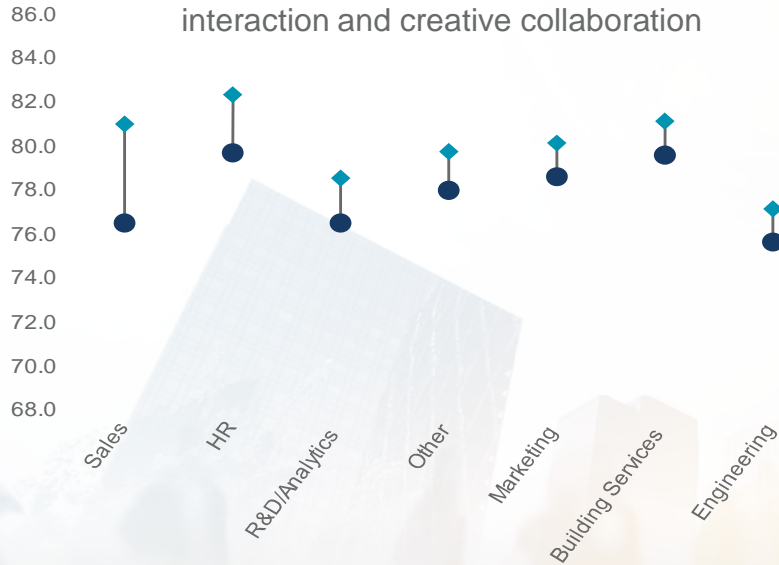 interaction and creative collaboration
86.0
84.0
82.0
80.0
78.0
76.0
74.0
72.0
70.0
68.0
Sales
HR
R&D/Analytics
Other
Marketing
Building Services
Engineering